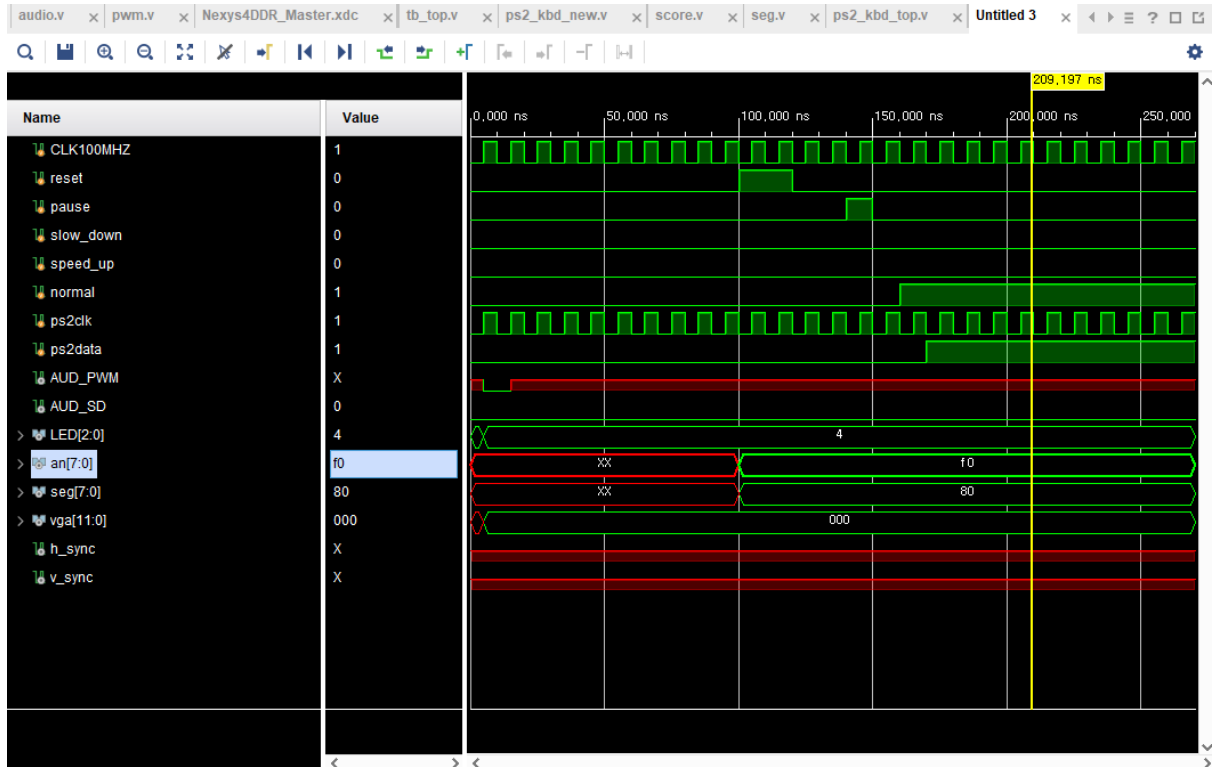 audio.v pwm.v Nexys4DDR_Master.xdc tb_top.v ps2_kbd_new.v score.v seg.v ps2_kbd_top.v Untitled 3
209,197 ns
Name Value 0,000 ns 50,000 ns 100,000 ns 150,000 ns 200,000 ns 250,000
CLK100MHZ 1
reset 0
pause 0
slow_down 0
speed_up 0
normal 1
ps2clk 1
ps2data 1
AUD_PWM X
AUD_SD 0
LED[2:0] 4 4
an[7:0] f0 XX f0
seg[7:0] 80 XX 80
vga[11:0] 000 000
h_sync X
v_sync X